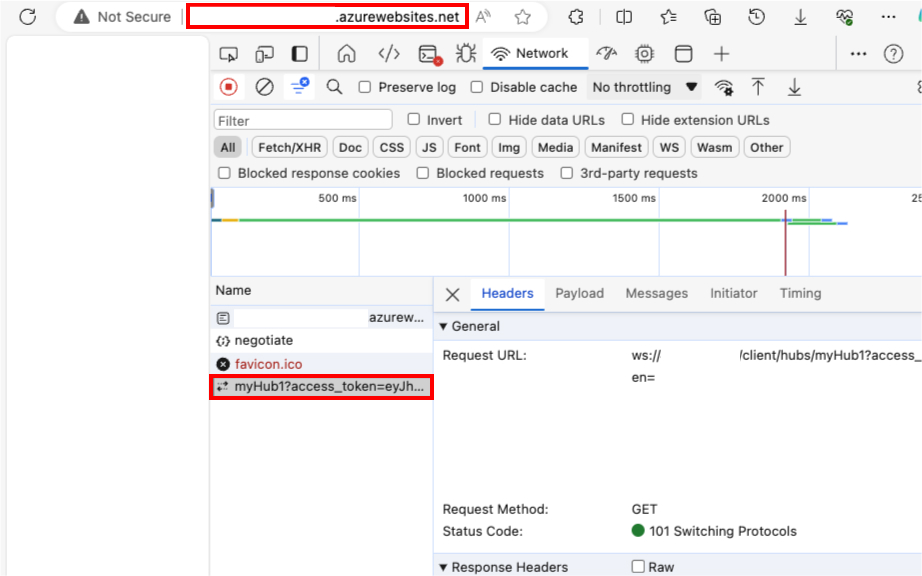 Not Secure .azurewebsites.net A
Network
Preserve log Disable cache No throttling
Filter Invert Hide data URLs Hide extension URLs
All Fetch/XHR Doc CSS JS Font Img Media Manifest WS Wasm Other
Blocked response cookies Blocked requests 3rd-party requests
500 ms 1000 ms 1500 ms 2000 ms
Name
Headers Payload Messages Initiator Timing
azurew...
General
negotiate
Request URL: ws:// /client/hubs/myHub1?access_
favicon.ico
en=
myHub1?access_token=eyJh...
Request Method: GET
Status Code: 101 Switching Protocols
Response Headers Raw